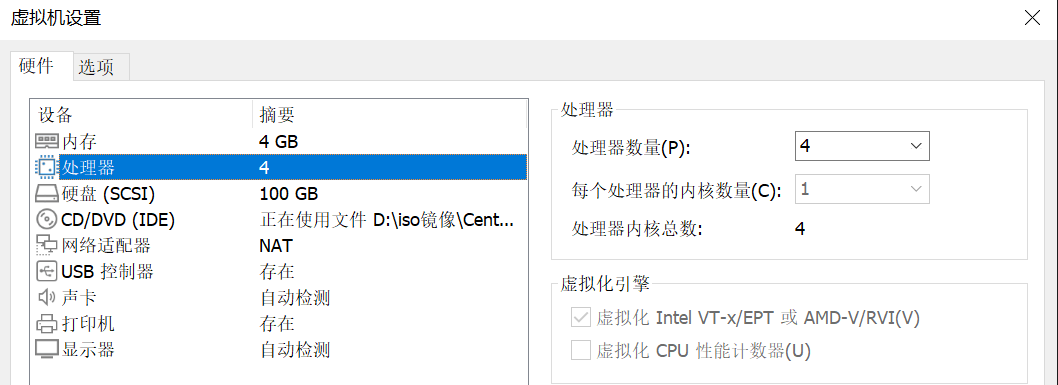 虚拟机设置
硬件 选项
设备 摘要
内存 4 GB
处理器 4
硬盘 (SCSI) 100 GB
CD/DVD (IDE) 正在使用文件 D:\iso镜像\Cent...
网络适配器 NAT
USB 控制器 存在
声卡 自动检测
打印机 存在
显示器 自动检测
处理器
处理器数量(P): 4
每个处理器的内核数量(C): 1
处理器内核总数: 4
虚拟化引擎
虚拟化 Intel VT-x/EPT 或 AMD-V/RVI(V)
虚拟化 CPU 性能计数器(U)